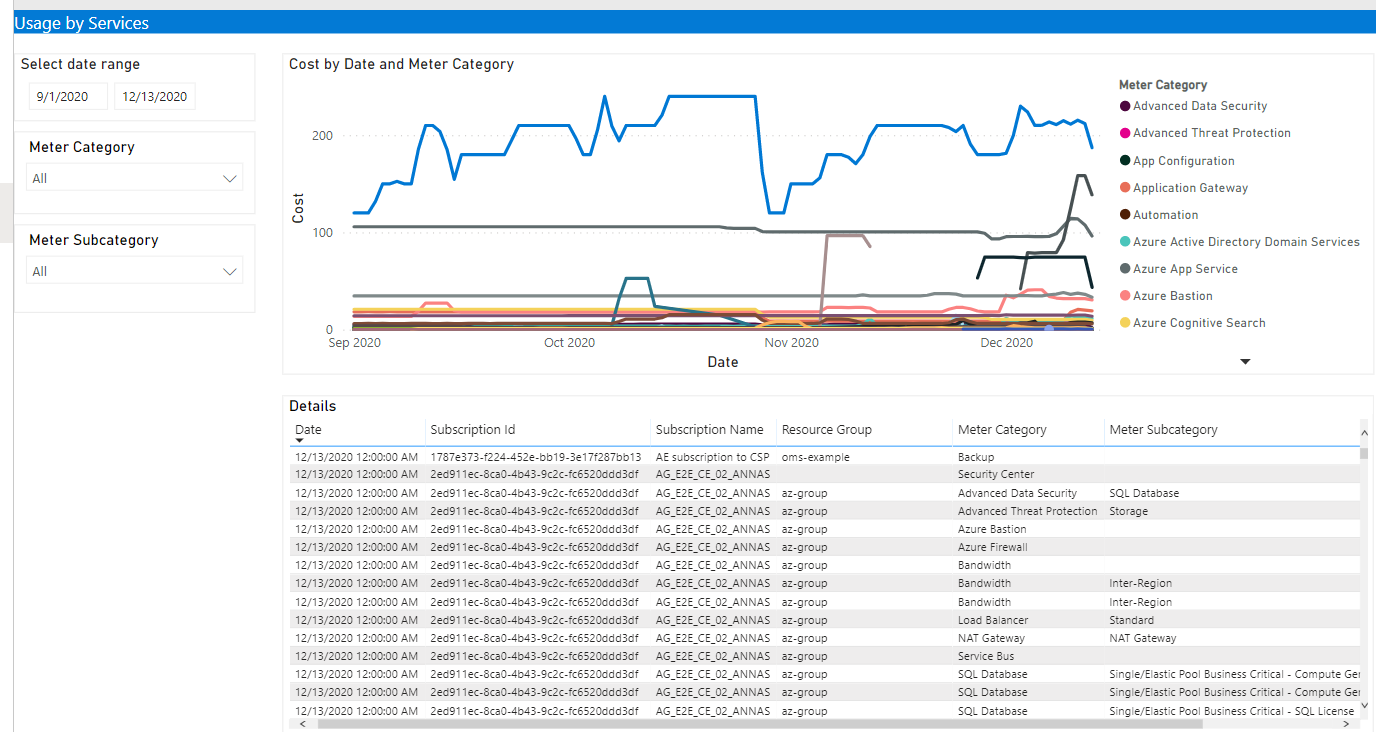 Usage by Services
Select date range
9/1/2020 12/13/2020
Meter Category
All
Meter Subcategory
All
Cost by Date and Meter Category
Cost
200
100
0
Sep 2020 Oct 2020 Nov 2020 Dec 2020
Date
Meter Category
Advanced Data Security
Advanced Threat Protection
App Configuration
Application Gateway
Automation
Azure Active Directory Domain Services
Azure App Service
Azure Bastion
Azure Cognitive Search
Details
Date Subscription Id Subscription Name Resource Group Meter Category Meter Subcategory
12/13/2020 12:00:00 AM 1787e373-f224-452e-bb19-3e17f287bb13 AE subscription to CSP oms-example Backup
12/13/2020 12:00:00 AM 2ed911ec-8ca0-4b43-9c2c-fc6520ddd3df AG_E2E_CE_02_ANNAS Security Center
12/13/2020 12:00:00 AM 2ed911ec-8ca0-4b43-9c2c-fc6520ddd3df AG_E2E_CE_02_ANNAS az-group Advanced Data Security SQL Database
12/13/2020 12:00:00 AM 2ed911ec-8ca0-4b43-9c2c-fc6520ddd3df AG_E2E_CE_02_ANNAS az-group Advanced Threat Protection Storage
12/13/2020 12:00:00 AM 2ed911ec-8ca0-4b43-9c2c-fc6520ddd3df AG_E2E_CE_02_ANNAS az-group Azure Bastion
12/13/2020 12:00:00 AM 2ed911ec-8ca0-4b43-9c2c-fc6520ddd3df AG_E2E_CE_02_ANNAS az-group Azure Firewall
12/13/2020 12:00:00 AM 2ed911ec-8ca0-4b43-9c2c-fc6520ddd3df AG_E2E_CE_02_ANNAS az-group Bandwidth
12/13/2020 12:00:00 AM 2ed911ec-8ca0-4b43-9c2c-fc6520ddd3df AG_E2E_CE_02_ANNAS az-group Bandwidth Inter-Region
12/13/2020 12:00:00 AM 2ed911ec-8ca0-4b43-9c2c-fc6520ddd3df AG_E2E_CE_02_ANNAS az-group Bandwidth Inter-Region
12/13/2020 12:00:00 AM 2ed911ec-8ca0-4b43-9c2c-fc6520ddd3df AG_E2E_CE_02_ANNAS az-group Load Balancer Standard
12/13/2020 12:00:00 AM 2ed911ec-8ca0-4b43-9c2c-fc6520ddd3df AG_E2E_CE_02_ANNAS az-group NAT Gateway NAT Gateway
12/13/2020 12:00:00 AM 2ed911ec-8ca0-4b43-9c2c-fc6520ddd3df AG_E2E_CE_02_ANNAS az-group Service Bus
12/13/2020 12:00:00 AM 2ed911ec-8ca0-4b43-9c2c-fc6520ddd3df AG_E2E_CE_02_ANNAS az-group SQL Database Single/Elastic Pool Business Critical - Compute Ge
12/13/2020 12:00:00 AM 2ed911ec-8ca0-4b43-9c2c-fc6520ddd3df AG_E2E_CE_02_ANNAS az-group SQL Database Single/Elastic Pool Business Critical - Compute Ge
12/13/2020 12:00:00 AM 2ed911ec-8ca0-4b43-9c2c-fc6520ddd3df AG_E2E_CE_02_ANNAS az-group SQL Database Single/Elastic Pool Business Critical - SQL License